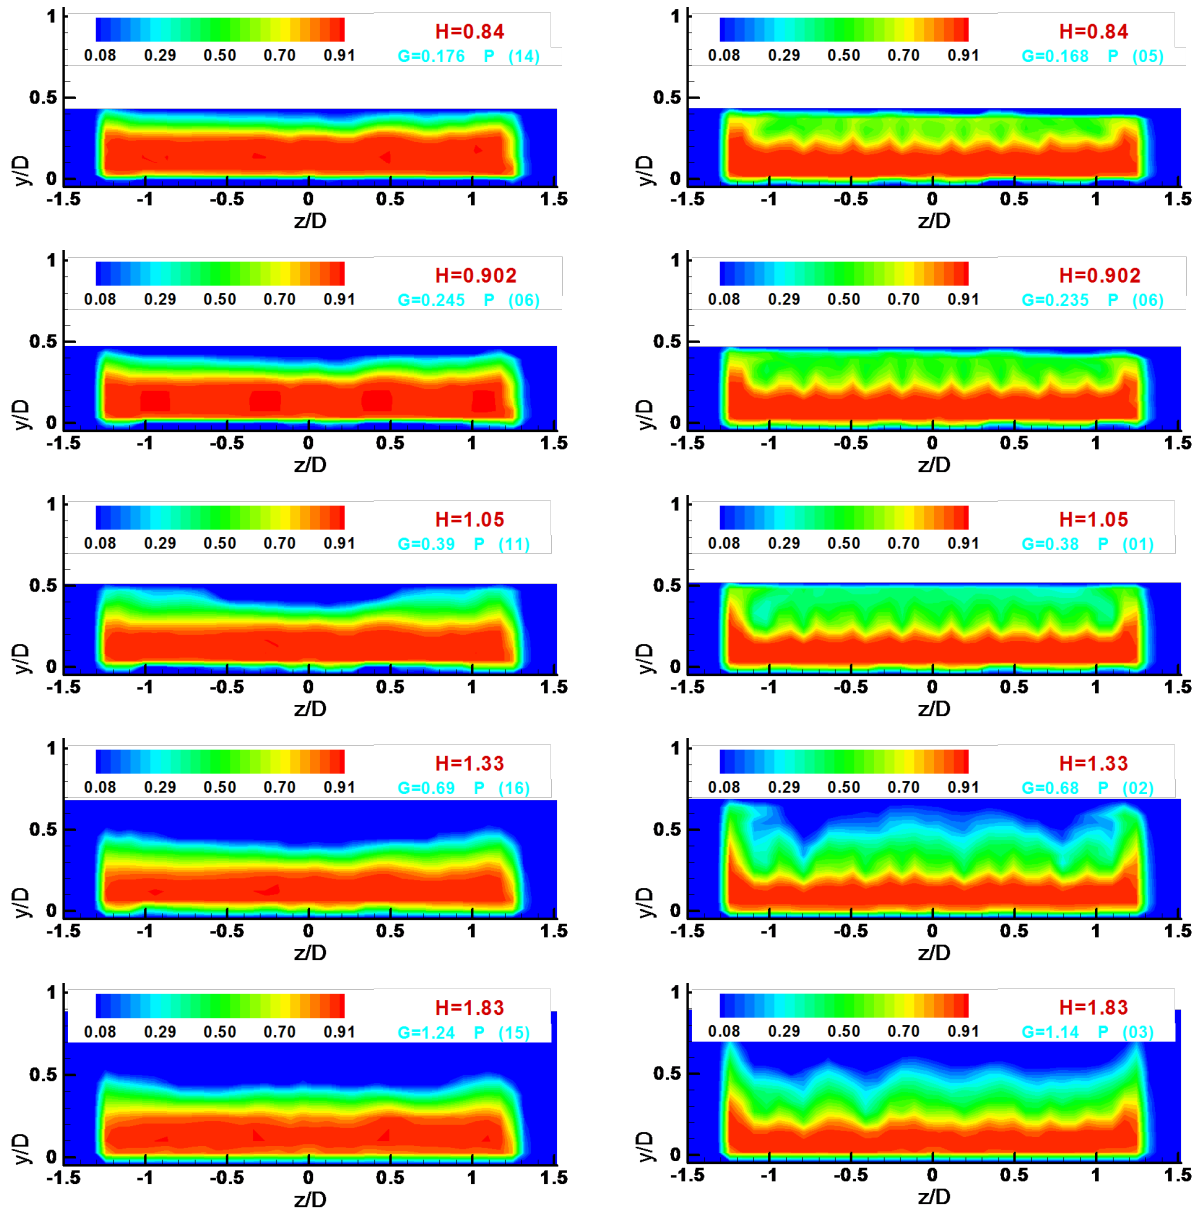 1
0.08 0.29 0.50 0.70 0.91
H=0.84
G=0.176 P (14)
0.5
0
y/D
-1.5 -1 -0.5 0 0.5 1 1.5
z/D
1
0.08 0.29 0.50 0.70 0.91
H=0.84
G=0.168 P (05)
0.5
0
y/D
-1.5 -1 -0.5 0 0.5 1 1.5
z/D
1
0.08 0.29 0.50 0.70 0.91
H=0.902
G=0.245 P (06)
0.5
0
y/D
-1.5 -1 -0.5 0 0.5 1 1.5
z/D
1
0.08 0.29 0.50 0.70 0.91
H=0.902
G=0.235 P (06)
0.5
0
y/D
-1.5 -1 -0.5 0 0.5 1 1.5
z/D
1
0.08 0.29 0.50 0.70 0.91
H=1.05
G=0.39 P (11)
0.5
0
y/D
-1.5 -1 -0.5 0 0.5 1 1.5
z/D
1
0.08 0.29 0.50 0.70 0.91
H=1.05
G=0.38 P (01)
0.5
0
y/D
-1.5 -1 -0.5 0 0.5 1 1.5
z/D
1
0.08 0.29 0.50 0.70 0.91
H=1.33
G=0.69 P (16)
0.5
0
y/D
-1.5 -1 -0.5 0 0.5 1 1.5
z/D
1
0.08 0.29 0.50 0.70 0.91
H=1.33
G=0.68 P (02)
0.5
0
y/D
-1.5 -1 -0.5 0 0.5 1 1.5
z/D
1
0.08 0.29 0.50 0.70 0.91
H=1.83
G=1.24 P (15)
0.5
0
y/D
-1.5 -1 -0.5 0 0.5 1 1.5
z/D
1
0.08 0.29 0.50 0.70 0.91
H=1.83
G=1.14 P (03)
0.5
0
y/D
-1.5 -1 -0.5 0 0.5 1 1.5
z/D